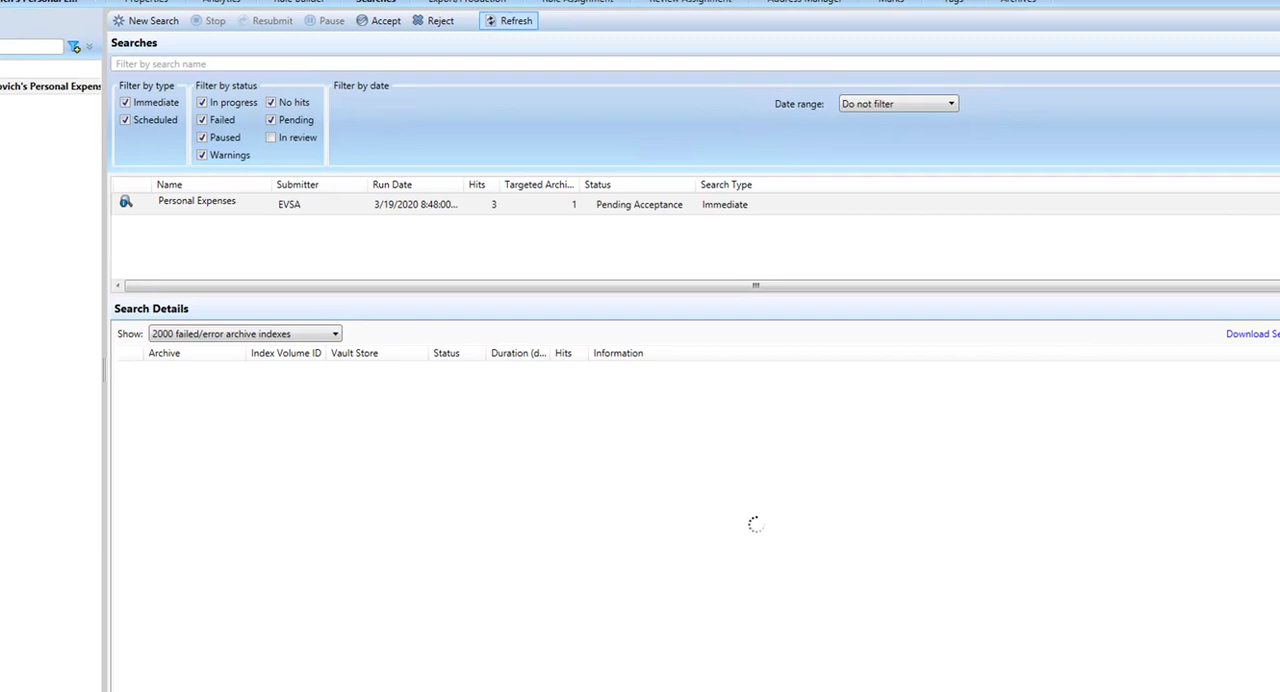 Searches Export/Production Role Assignment Review Assignment Address Manager Marks Tags Archives
New Search Stop Resubmit Pause Accept Reject Refresh
Searches
Filter by search name
Filter by type Filter by status Filter by date
Immediate In progress No hits Date range: Do not filter
Scheduled Failed Pending
Paused In review
Warnings
ovich's Personal Expens
Name Submitter Run Date Hits Targeted Archi... Status Search Type
Personal Expenses EVSA 3/19/2020 8:48:00... 3 1 Pending Acceptance Immediate
Search Details
Show: 2000 failed/error archive indexes Download Se
Archive Index Volume ID Vault Store Status Duration (d... Hits Information